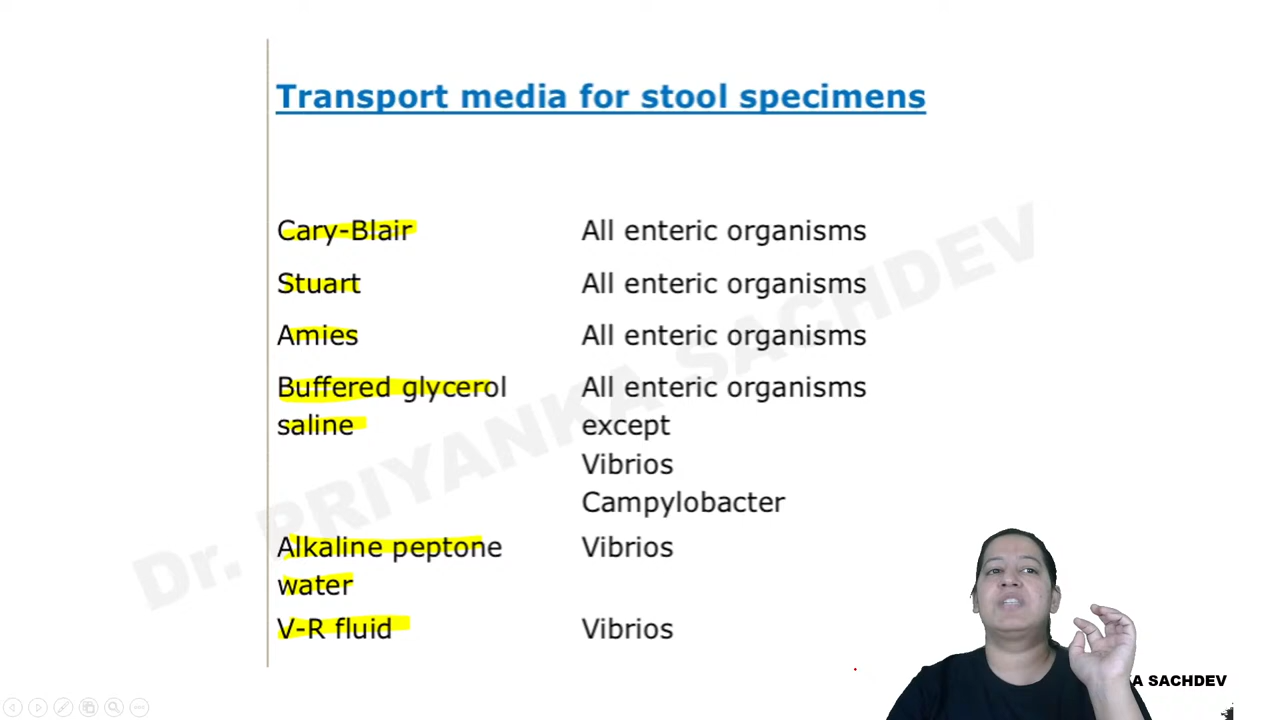 Transport media for stool specimens
Cary-Blair All enteric organisms
Stuart All enteric organisms
Amies All enteric organisms
Buffered glycerol All enteric organisms
saline except
Vibrios
Campylobacter
Alkaline peptone Vibrios
water
V-R fluid Vibrios
Dr. PRIYANKA SACHDEV
A SACHDEV